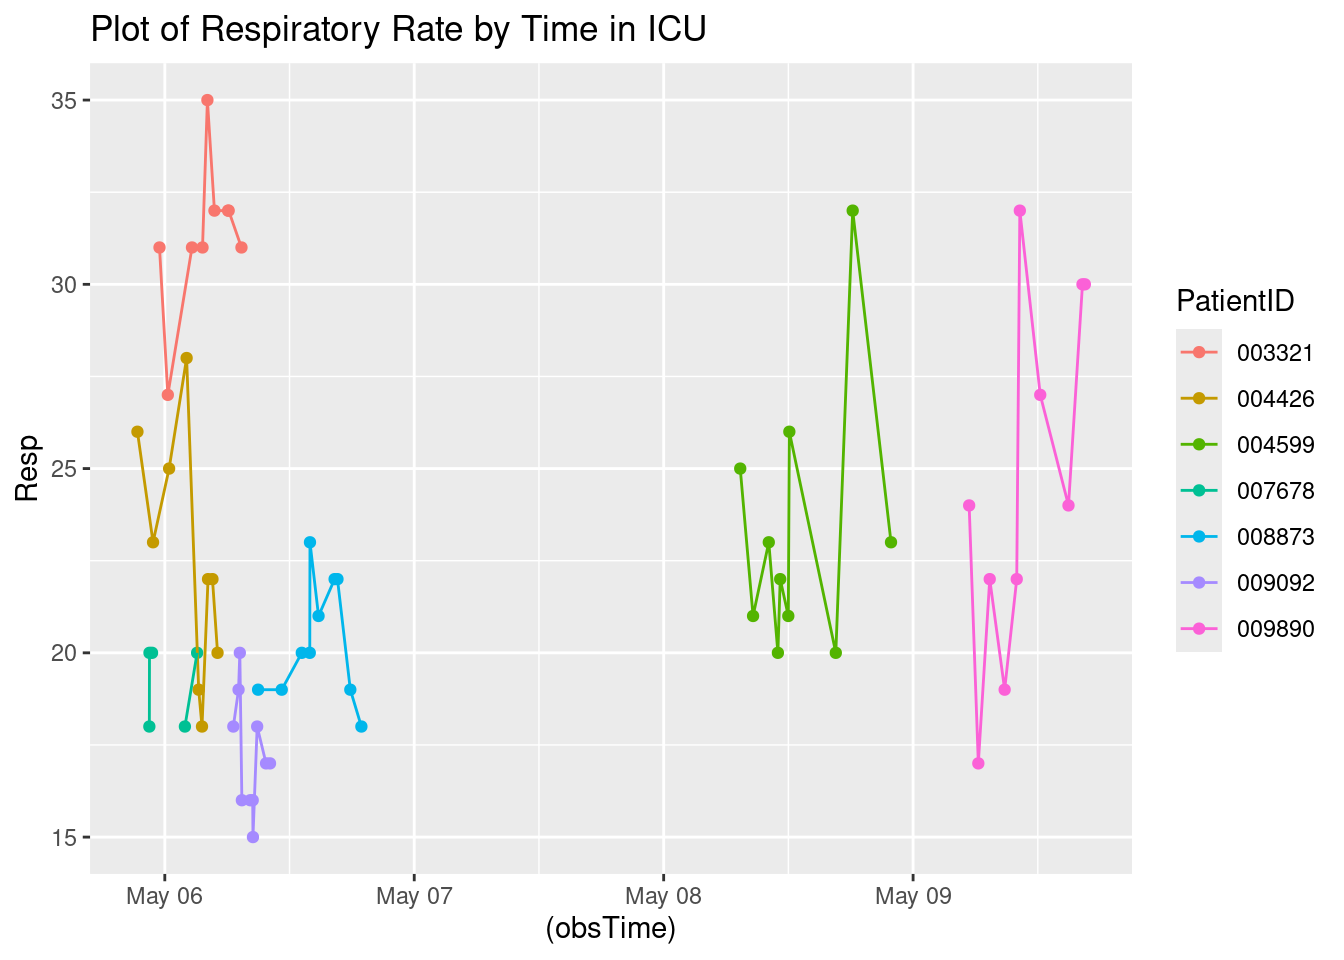 Plot of Respiratory Rate by Time in ICU
35
30
25
20
15
Resp
May 06
May 07
May 08
May 09
(obsTime)
PatientID
003321
004426
004599
007678
008873
009092
009890